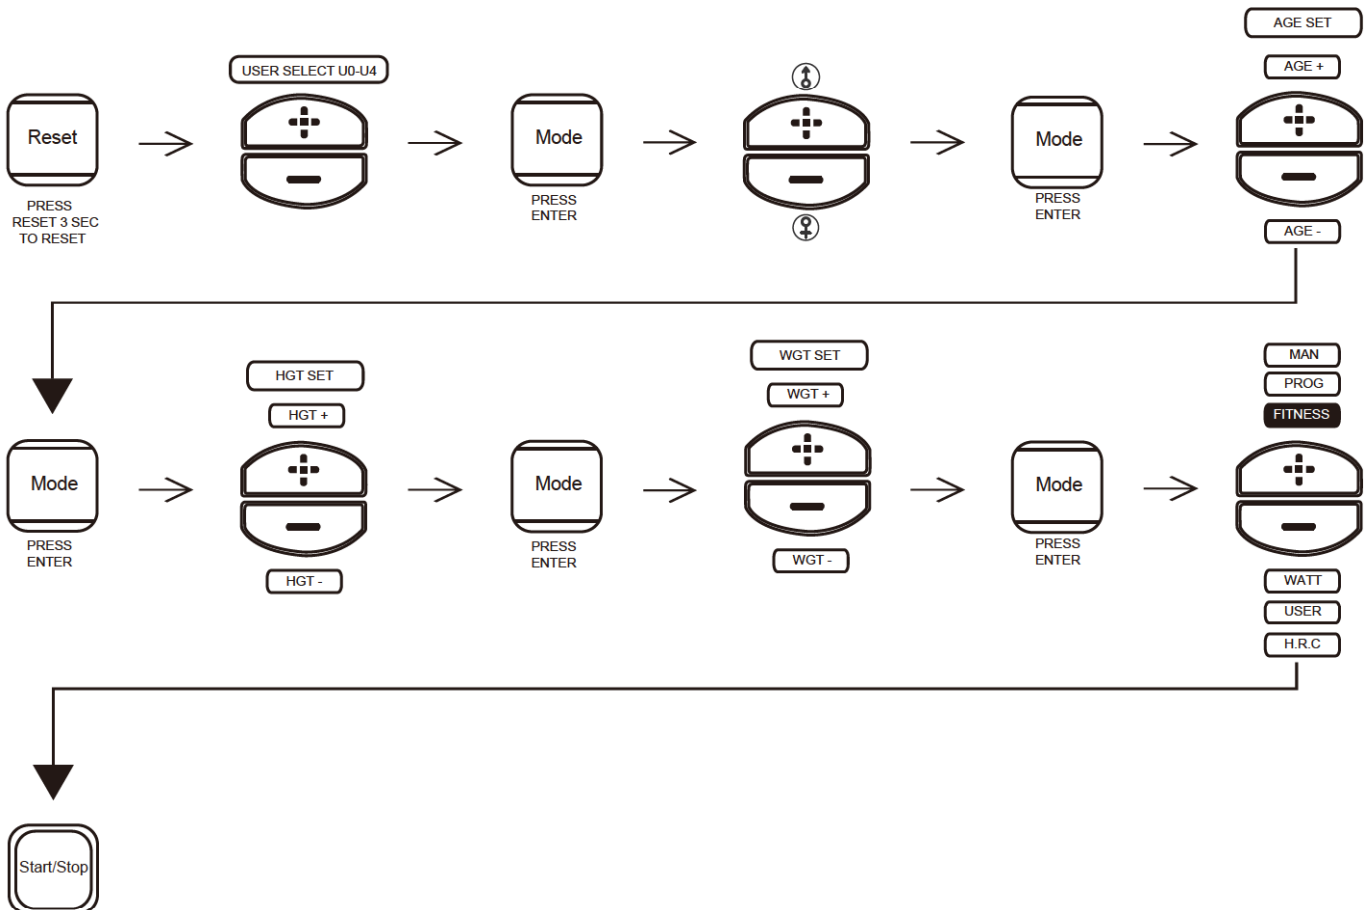 AGE SET
USER SELECT U0-U4
AGE +
Reset
Mode
Mode
PRESS
RESET 3 SEC
TO RESET
PRESS
ENTER
PRESS
ENTER
AGE -
HGT SET
HGT +
WGT SET
WGT +
MAN
PROG
FITNESS
Mode
Mode
Mode
PRESS
ENTER
HGT -
PRESS
ENTER
WGT -
PRESS
ENTER
WATT
USER
H.R.C
Start/Stop